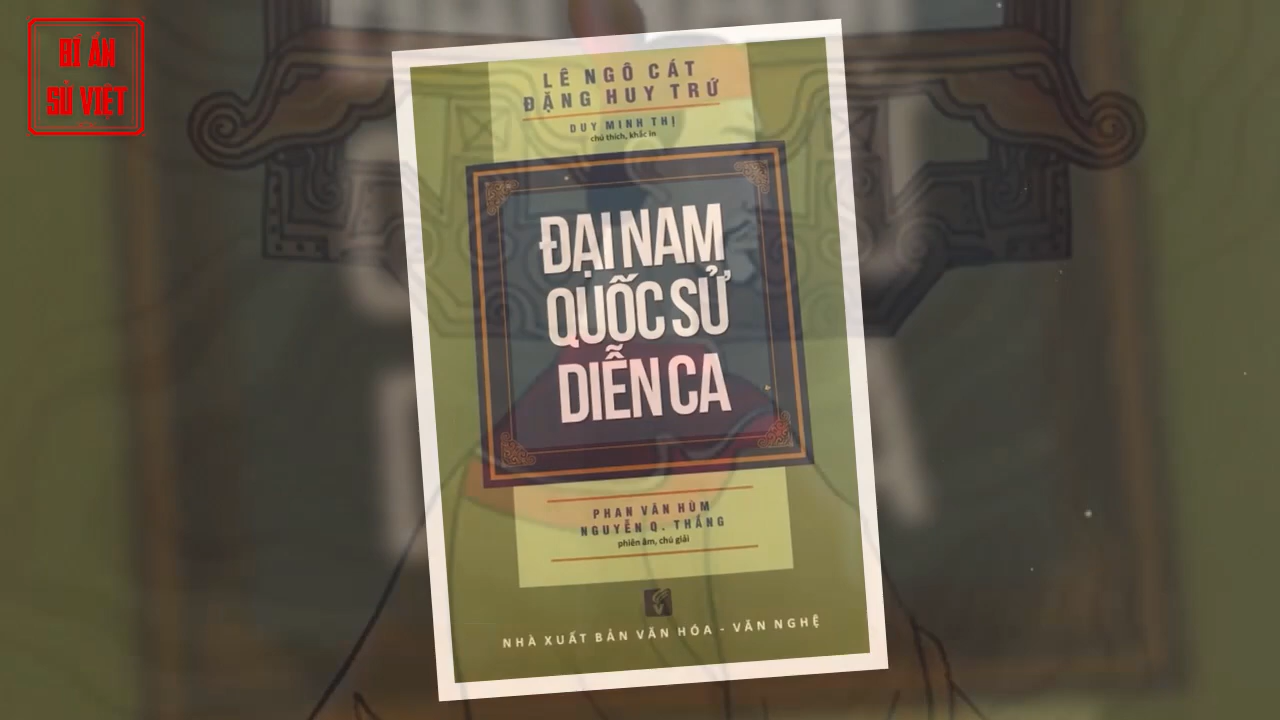 BÍ ẨN
SỬ VIỆT
LÊ NGÔ CÁT
ĐẶNG HUY TRỨ
DUY MINH THỊ
chú thích, khắc in
ĐẠI NAM
QUỐC SỬ
DIỄN CA
PHAN VĂN HÙM
NGUYỄN Q. THẮNG
phiên âm, chú giải
NHÀ XUẤT BẢN VĂN HÓA - VĂN NGHỆ